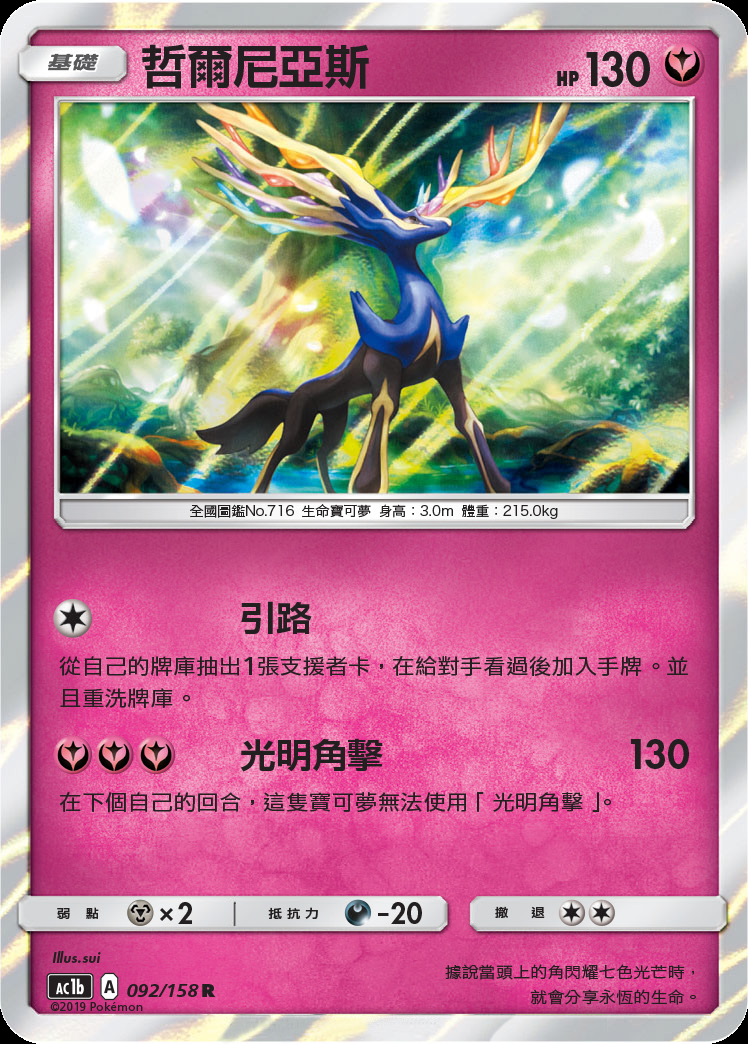 基礎 哲爾尼亞斯 HP 130
全國圖鑑No.716 生命寶可夢 身高：3.0m 體重：215.0kg
引路
從自己的牌庫抽出1張支援者卡，在給對手看過後加入手牌。並
且重洗牌庫。
光明角擊 130
在下個自己的回合，這隻寶可夢無法使用「光明角擊」。
弱點 ×2 抵抗力 -20 撤退
Illus.sui
AC1b A 092/158 R
©2019 Pokémon
據說當頭上的角閃耀七色光芒時，
就會分享永恆的生命。